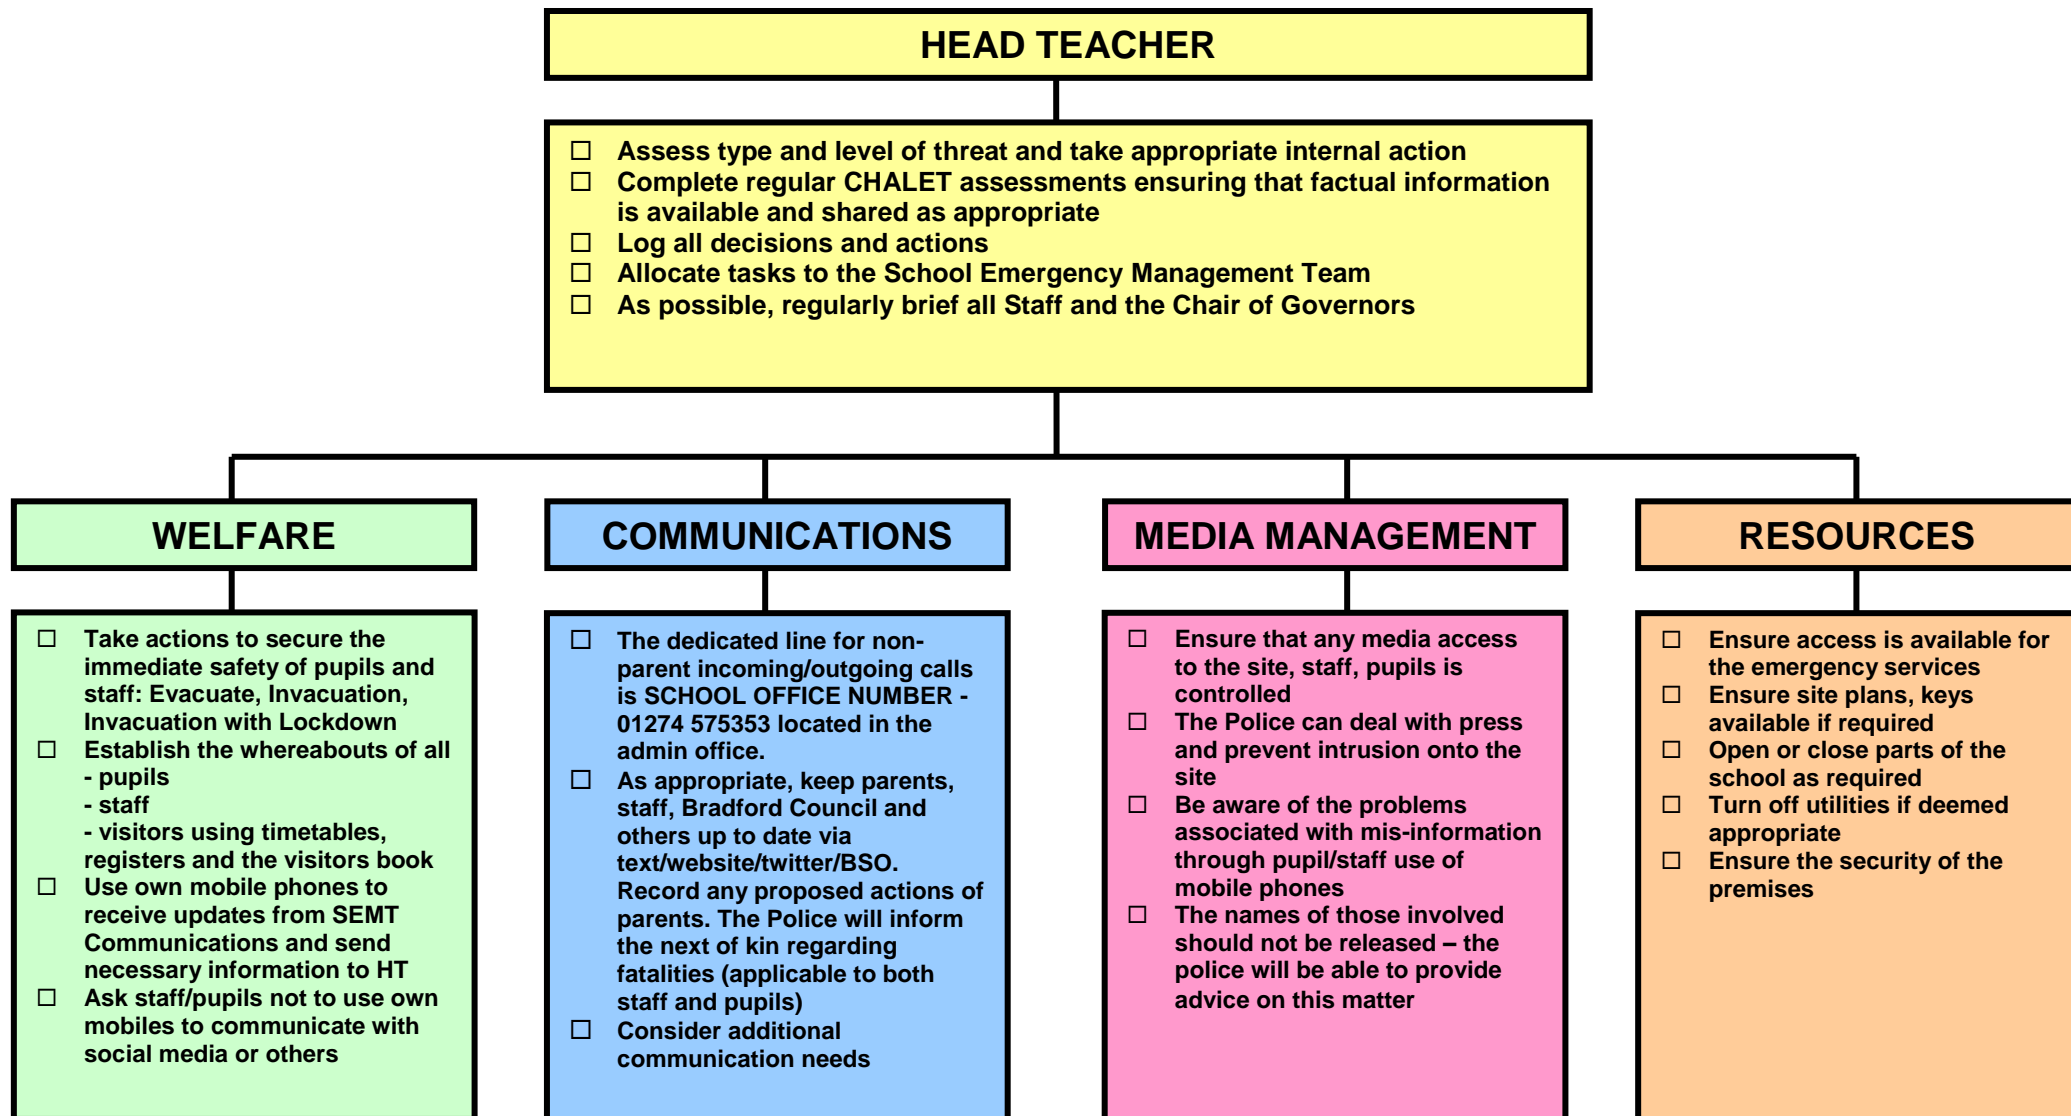 HEAD TEACHER
☐ Assess type and level of threat and take appropriate internal action
☐ Complete regular CHALET assessments ensuring that factual information
is available and shared as appropriate
☐ Log all decisions and actions
☐ Allocate tasks to the School Emergency Management Team
☐ As possible, regularly brief all Staff and the Chair of Governors
WELFARE
☐ Take actions to secure the
immediate safety of pupils and
staff: Evacuate, Invacuation,
Invacuation with Lockdown
☐ Establish the whereabouts of all
- pupils
- staff
- visitors using timetables,
registers and the visitors book
☐ Use own mobile phones to
receive updates from SEMT
Communications and send
necessary information to HT
☐ Ask staff/pupils not to use own
mobiles to communicate with
social media or others
COMMUNICATIONS
☐ The dedicated line for non-
parent incoming/outgoing calls
is SCHOOL OFFICE NUMBER -
01274 575353 located in the
admin office.
☐ As appropriate, keep parents,
staff, Bradford Council and
others up to date via
text/website/twitter/BSO.
Record any proposed actions of
parents. The Police will inform
the next of kin regarding
fatalities (applicable to both
staff and pupils)
☐ Consider additional
communication needs
MEDIA MANAGEMENT
☐ Ensure that any media access
to the site, staff, pupils is
controlled
☐ The Police can deal with press
and prevent intrusion onto the
site
☐ Be aware of the problems
associated with mis-information
through pupil/staff use of
mobile phones
☐ The names of those involved
should not be released – the
police will be able to provide
advice on this matter
RESOURCES
☐ Ensure access is available for
the emergency services
☐ Ensure site plans, keys
available if required
☐ Open or close parts of the
school as required
☐ Turn off utilities if deemed
appropriate
☐ Ensure the security of the
premises